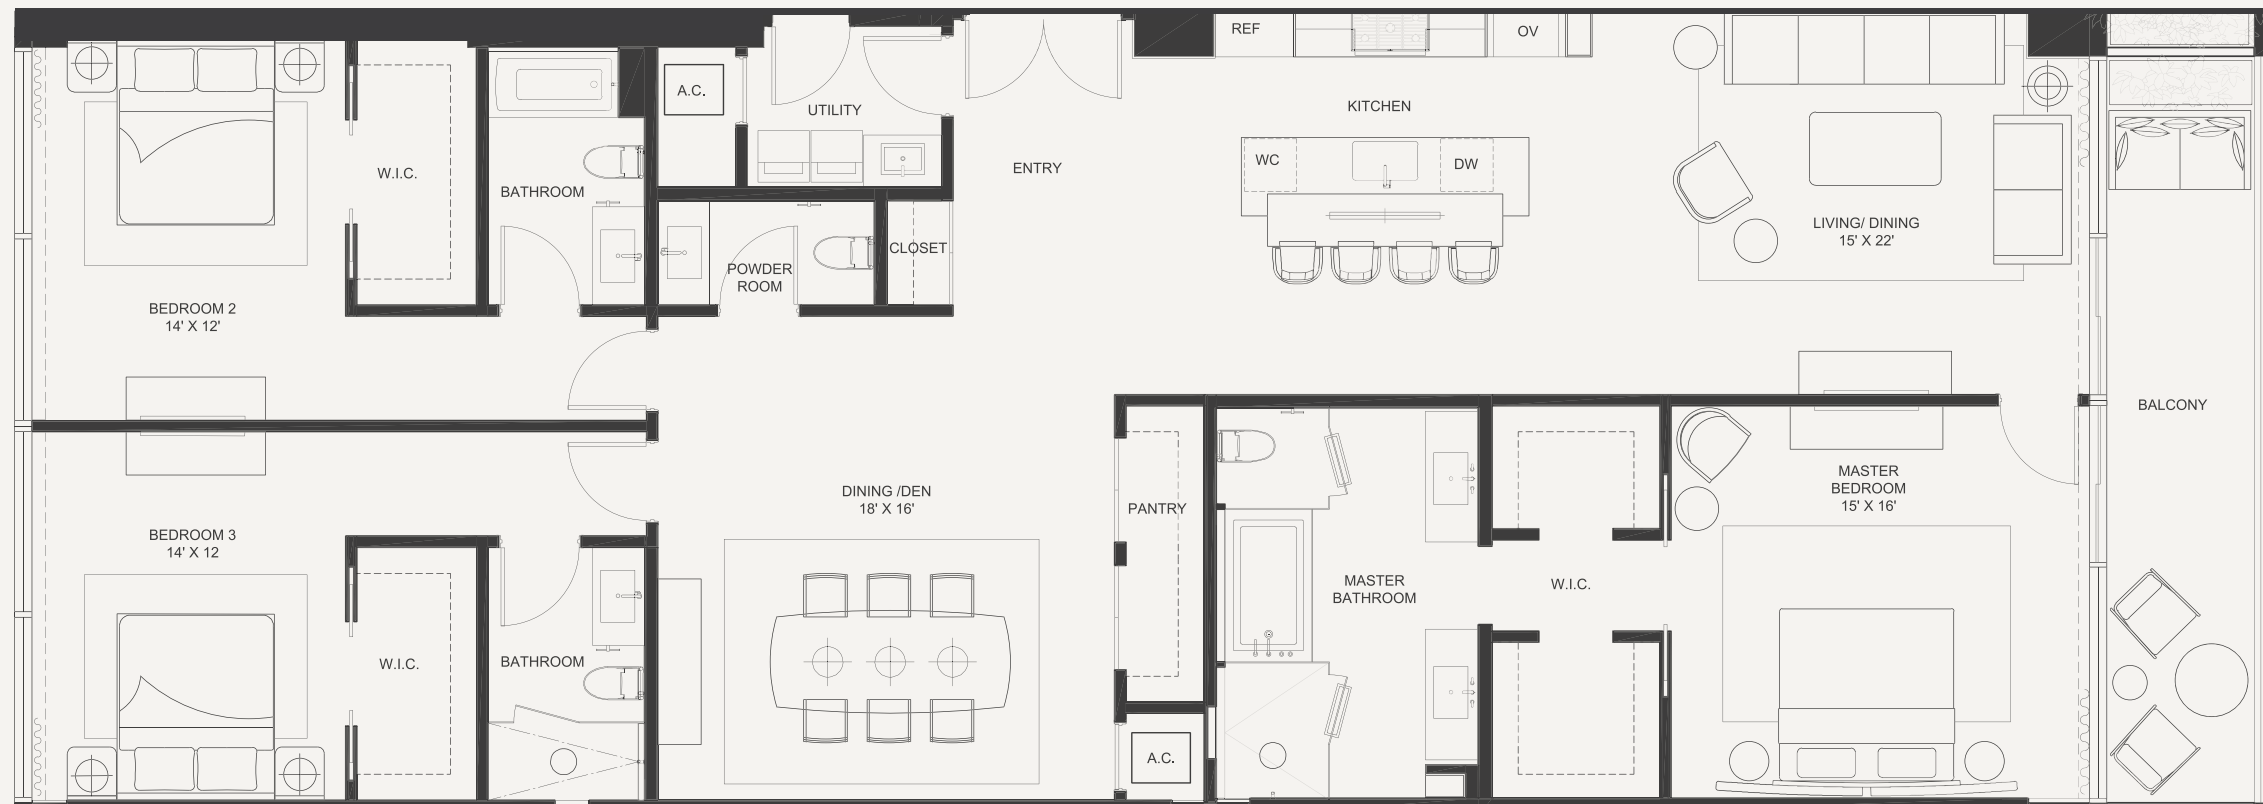 REF
OV
A.C.
UTILITY
KITCHEN
WC
DW
ENTRY
W.I.C.
BATHROOM
LIVING/ DINING
15' X 22'
CLOSET
POWDER
ROOM
BEDROOM 2
14' X 12'
BALCONY
MASTER
BEDROOM
15' X 16'
DINING /DEN
18' X 16'
PANTRY
BEDROOM 3
14' X 12
MASTER
BATHROOM
W.I.C.
W.I.C.
BATHROOM
A.C.